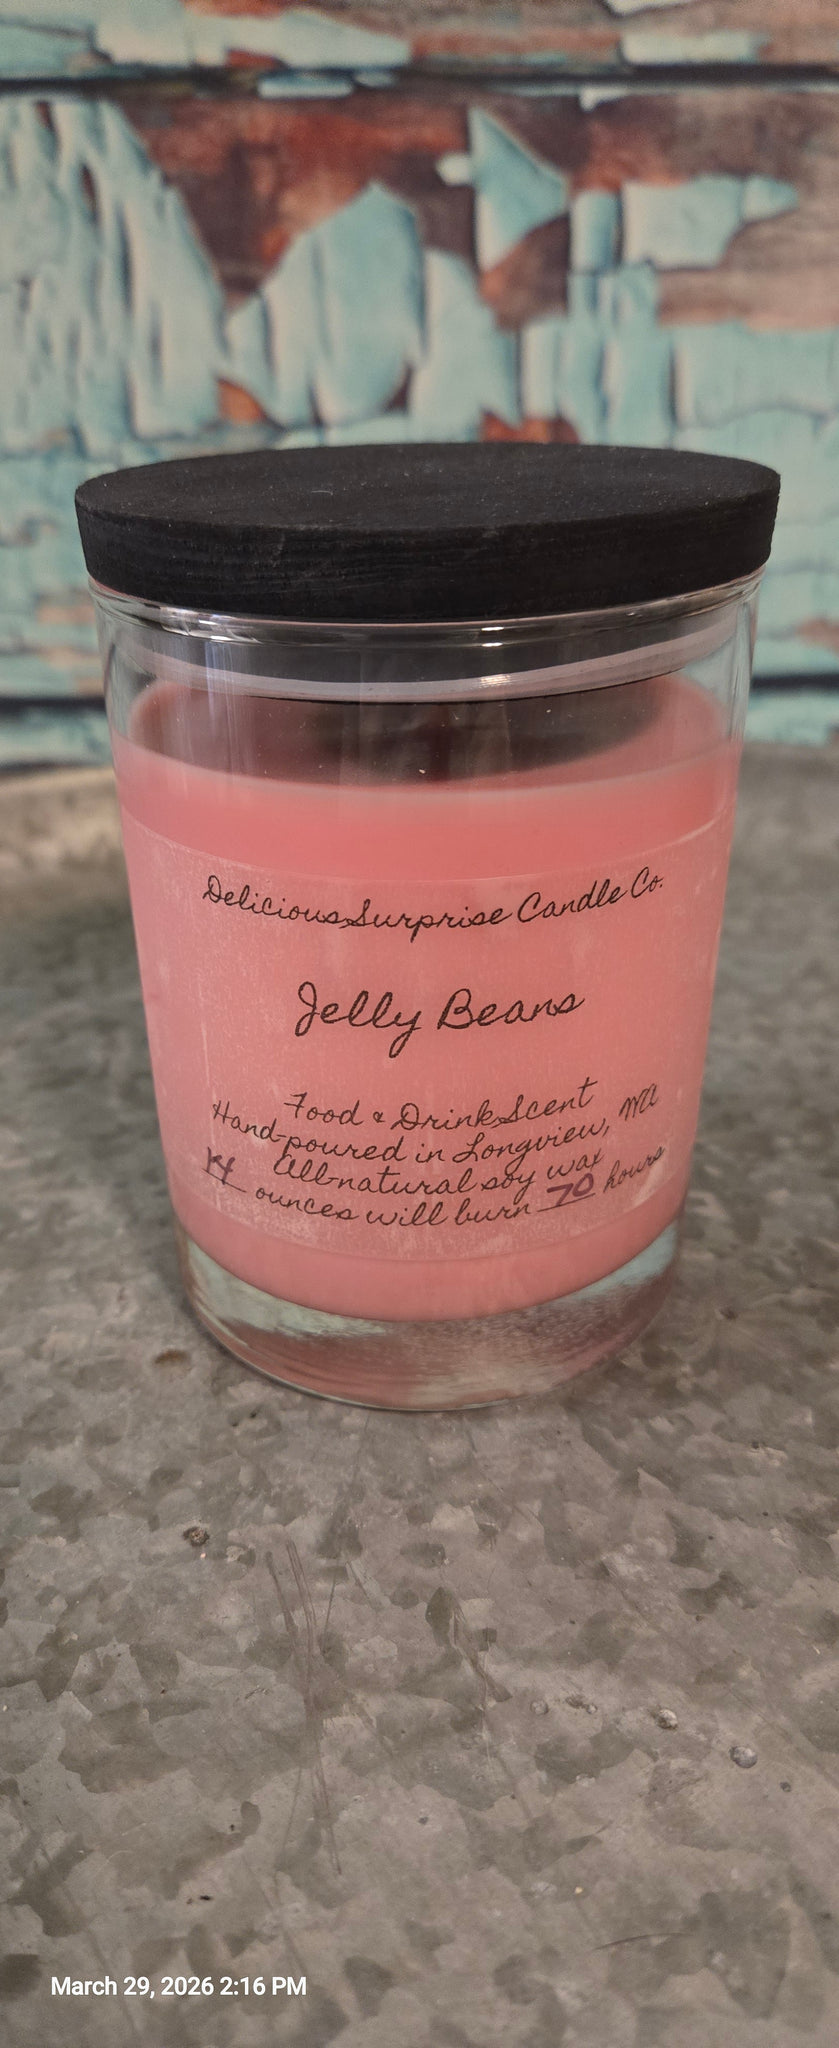 Delicious Surprise Candle Co.
Jelly Beans
Food & Drink Scent
Hand-poured in Longview, WA
All-natural soy wax
14 ounces will burn 70 hours
March 29, 2026 2:16 PM